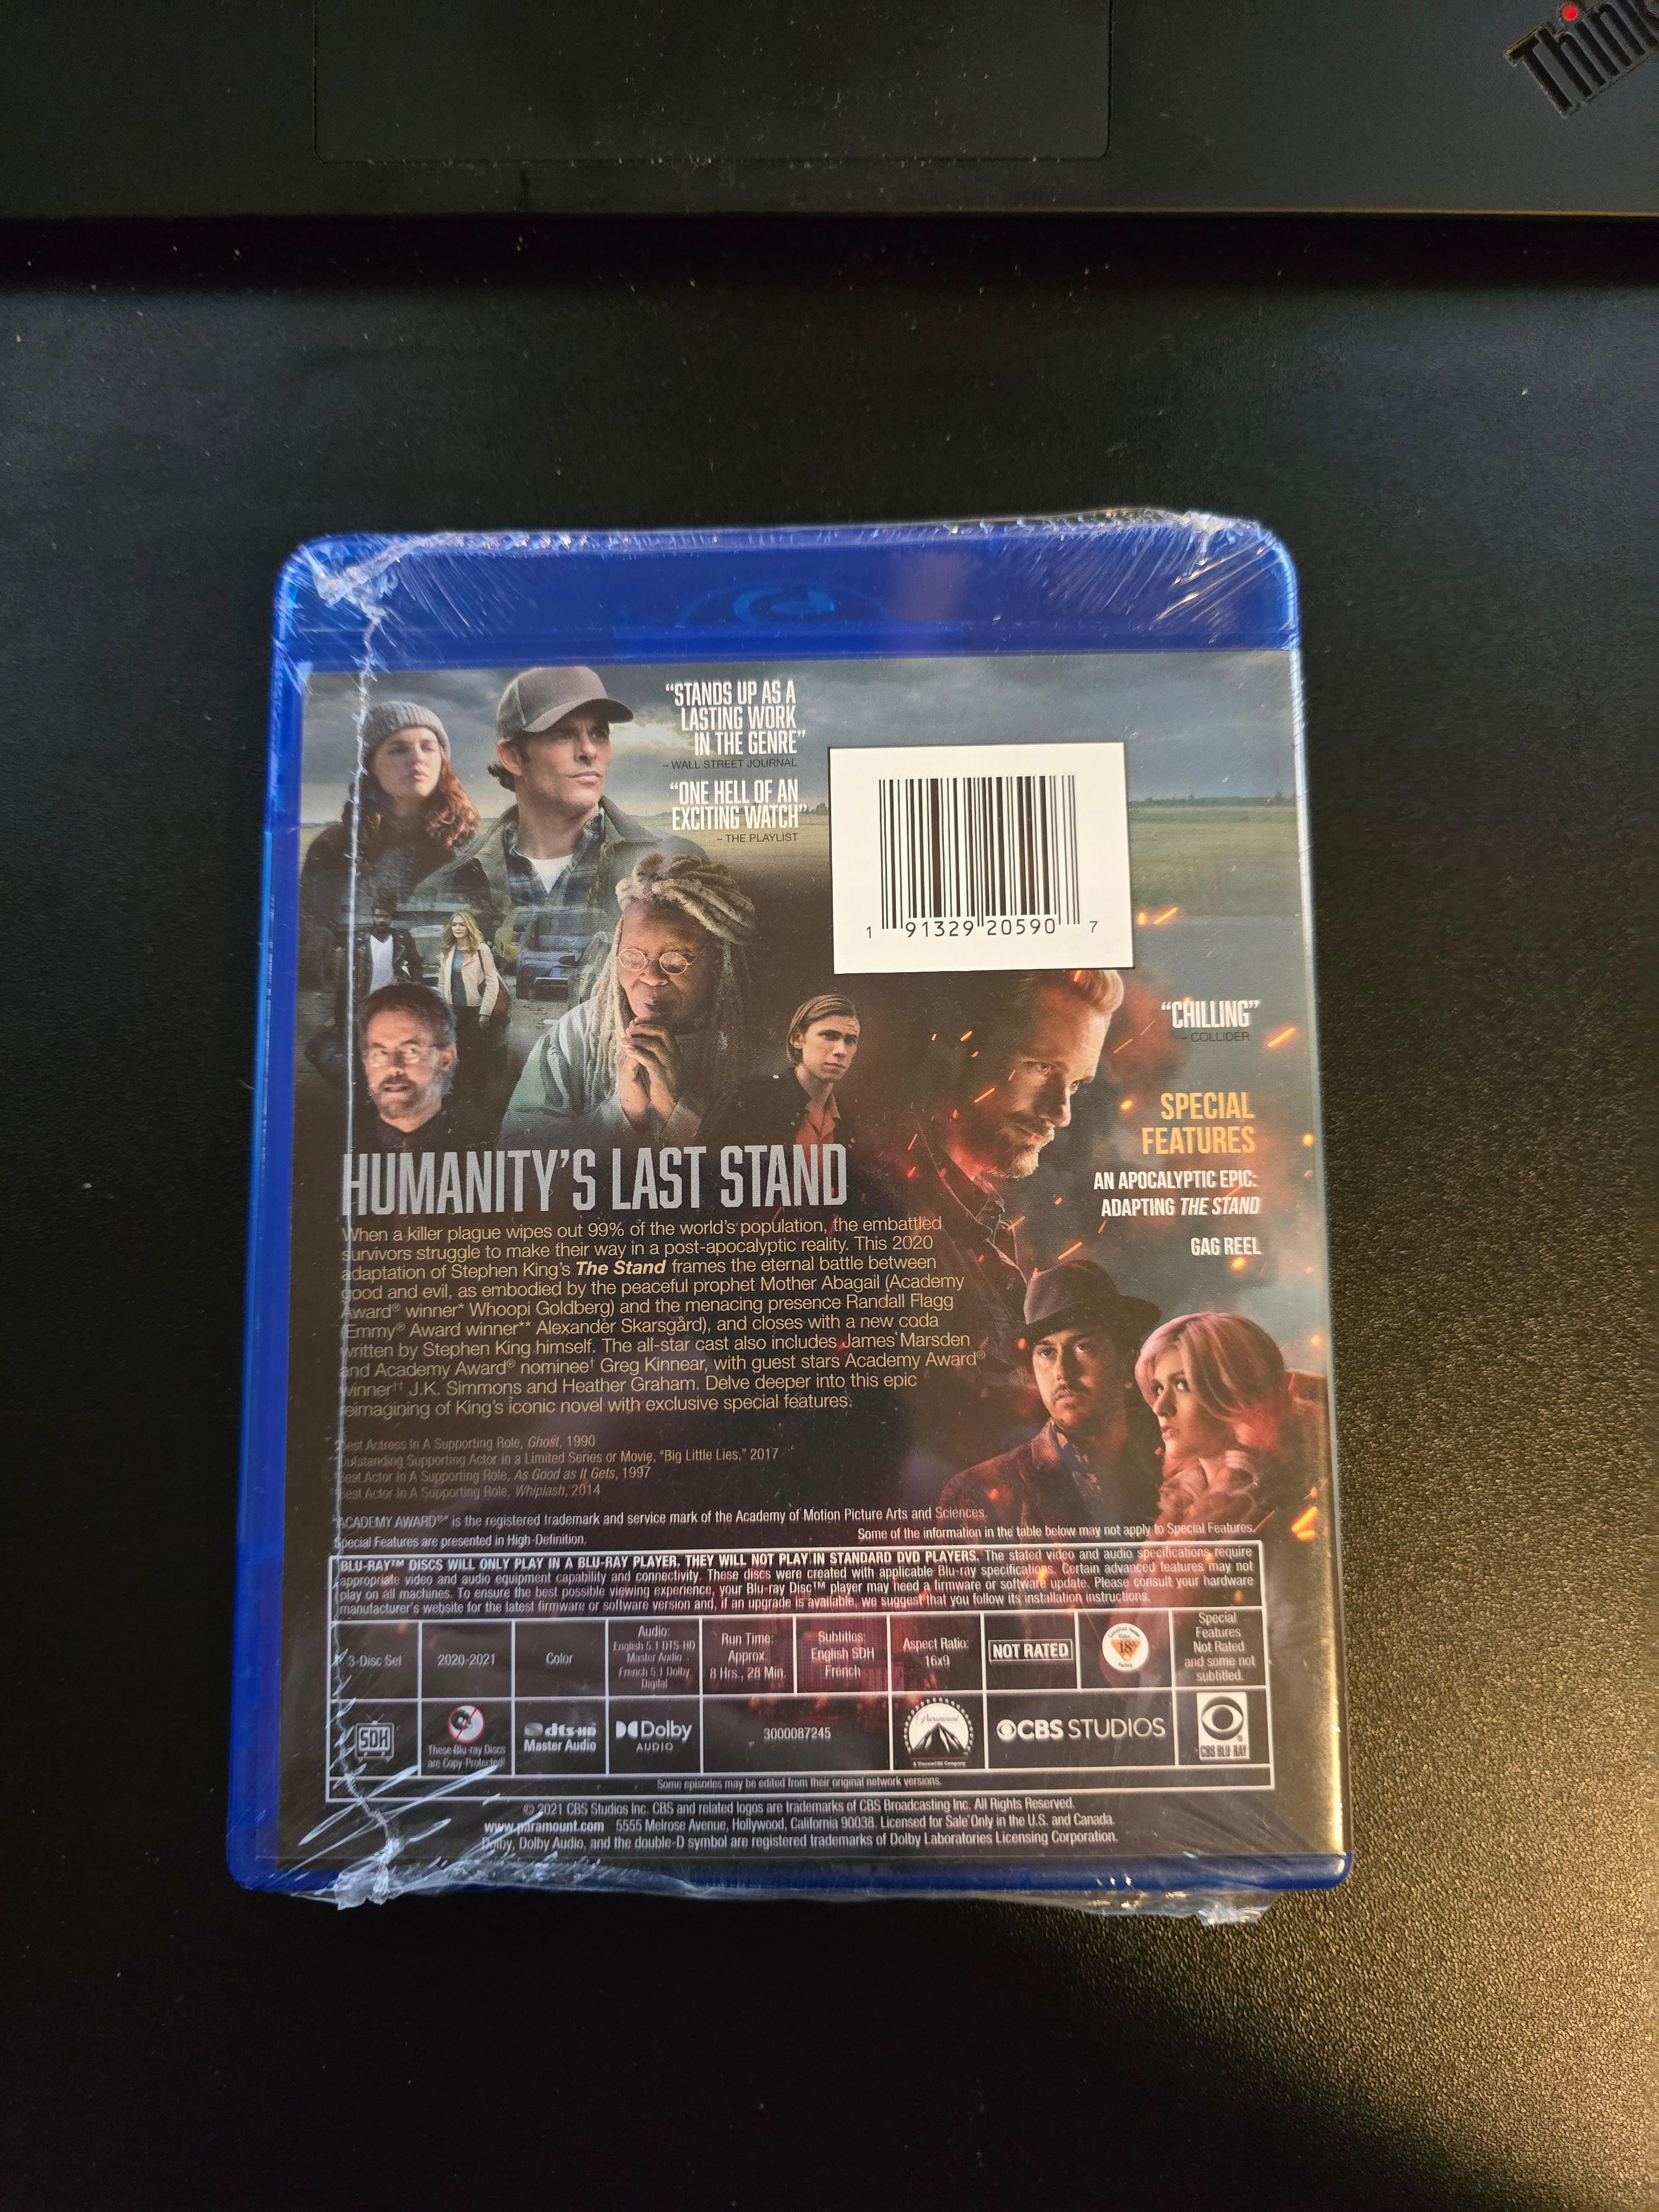 Think
"STANDS UP AS A
LASTING WORK
IN THE GENRE"
– WALL STREET JOURNAL
"ONE HELL OF AN
EXCITING WATCH"
– THE PLAYLIST
1 91329 20590 7
"CHILLING"
– COLLIDER
SPECIAL
FEATURES
AN APOCALYPTIC EPIC:
ADAPTING THE STAND
GAG REEL
HUMANITY'S LAST STAND
When a killer plague wipes out 99% of the world's population, the embattled
survivors struggle to make their way in a post-apocalyptic reality. This 2020
adaptation of Stephen King's The Stand frames the eternal battle between
good and evil, as embodied by the peaceful prophet Mother Abagail (Academy
Award® winner* Whoopi Goldberg) and the menacing presence Randall Flagg
(Emmy® Award winner** Alexander Skarsgård), and closes with a new coda
written by Stephen King himself. The all-star cast also includes James Marsden
and Academy Award® nominee† Greg Kinnear, with guest stars Academy Award®
winner†† J.K. Simmons and Heather Graham. Delve deeper into this epic
reimagining of King's iconic novel with exclusive special features.
Best Actress In A Supporting Role, Ghost, 1990
Outstanding Supporting Actor in a Limited Series or Movie, "Big Little Lies," 2017
Best Actor In A Supporting Role, As Good as It Gets, 1997
Best Actor In A Supporting Role, Whiplash, 2014
"ACADEMY AWARD®" is the registered trademark and service mark of the Academy of Motion Picture Arts and Sciences.
Special Features are presented in High-Definition. Some of the information in the table below may not apply to Special Features.
BLU-RAY™ DISCS WILL ONLY PLAY IN A BLU-RAY PLAYER. THEY WILL NOT PLAY IN STANDARD DVD PLAYERS. The stated video and audio specifications require
appropriate video and audio equipment capability and connectivity. These discs were created with applicable Blu-ray specifications. Certain advanced features may not
play on all machines. To ensure the best possible viewing experience, your Blu-ray Disc™ player may need a firmware or software update. Please consult your hardware
manufacturer's website for the latest firmware or software version and, if an upgrade is available, we suggest that you follow its installation instructions.
3-Disc Set
2020-2021
Color
Audio:
English 5.1 DTS-HD
Master Audio
French 5.1 Dolby
Digital
Run Time:
Approx.
8 Hrs., 28 Min.
Subtitles:
English SDH
French
Aspect Ratio:
16x9
NOT RATED
18
Special
Features
Not Rated
and some not
subtitled.
SDH
These Blu-ray Discs
are Copy Protected!
dts-HD
Master Audio
Dolby
AUDIO
3000087245
Paramount
A ViacomCBS Company
CBS STUDIOS
CBS BLU-RAY
Some episodes may be edited from their original network versions.
© 2021 CBS Studios Inc. CBS and related logos are trademarks of CBS Broadcasting Inc. All Rights Reserved.
www.paramount.com 5555 Melrose Avenue, Hollywood, California 90038. Licensed for Sale Only in the U.S. and Canada.
Dolby, Dolby Audio, and the double-D symbol are registered trademarks of Dolby Laboratories Licensing Corporation.